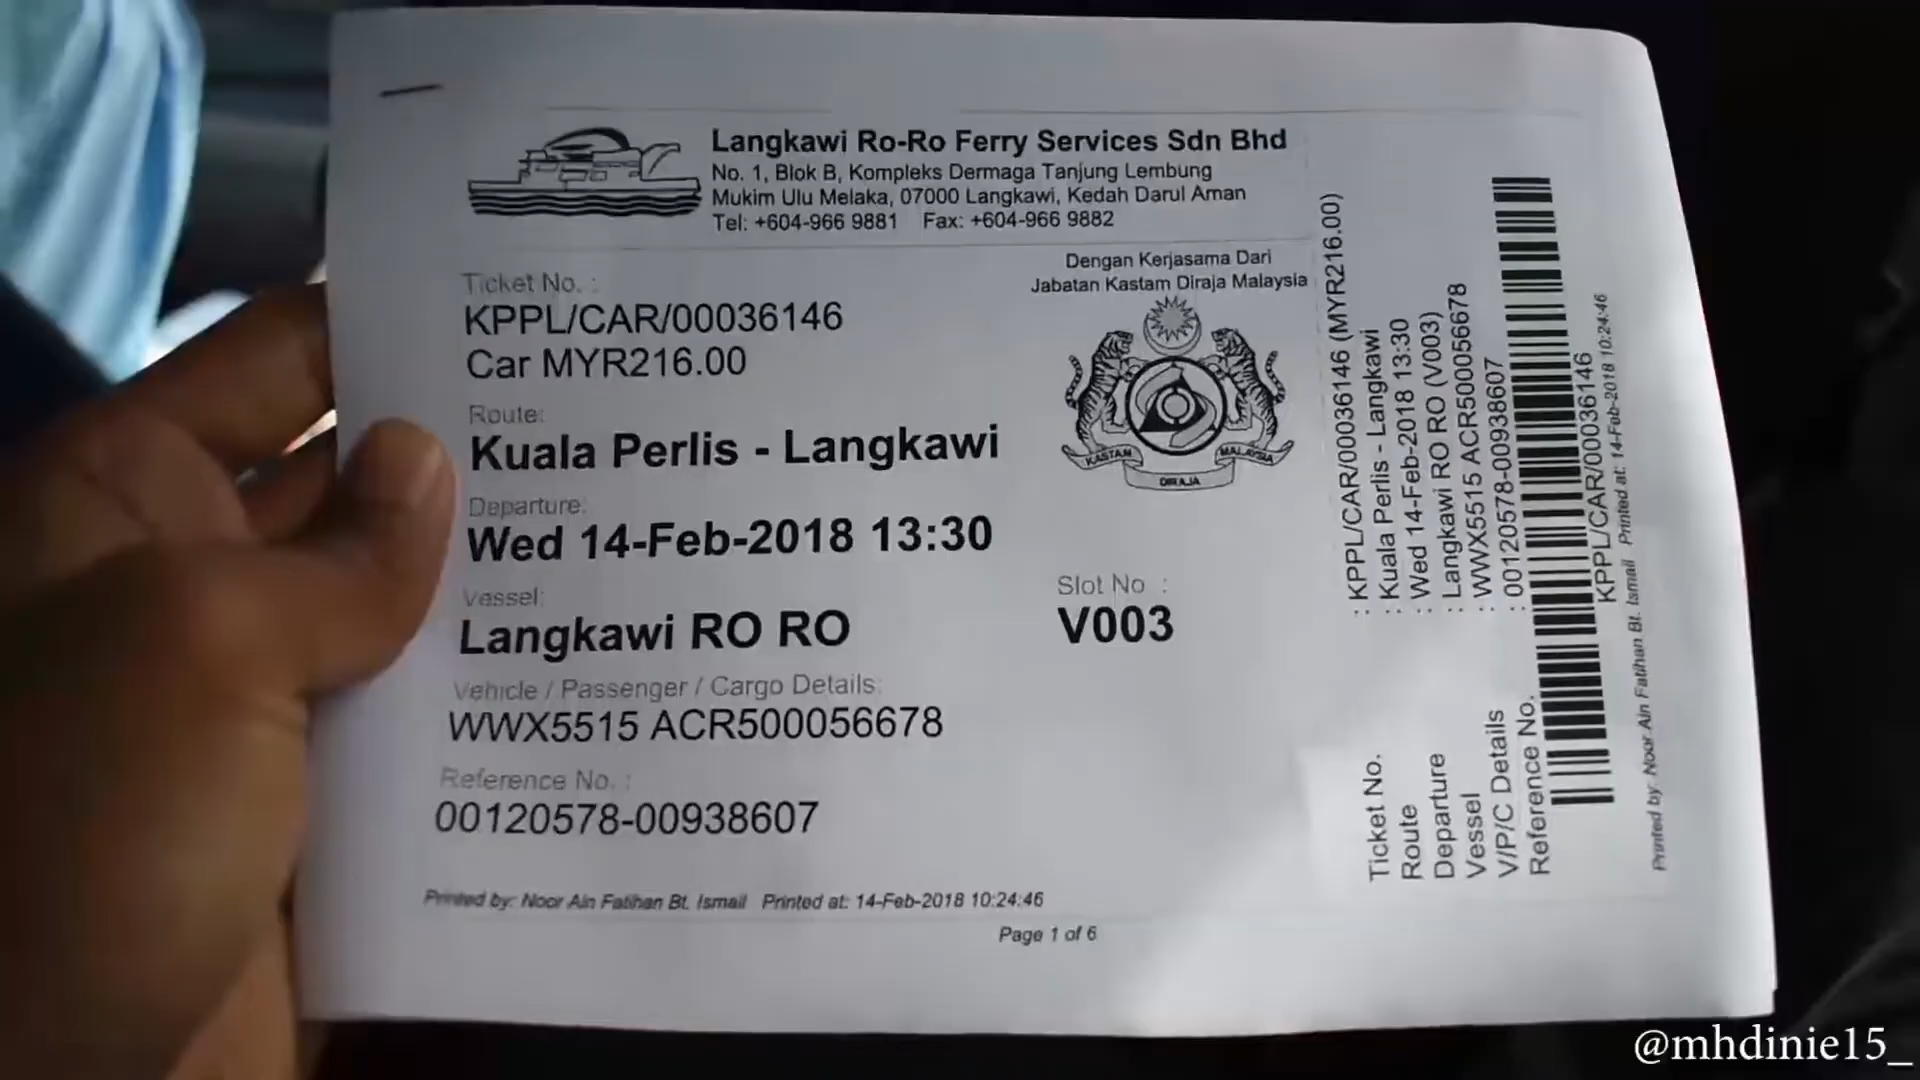 Langkawi Ro-Ro Ferry Services Sdn Bhd
No. 1, Blok B, Kompleks Dermaga Tanjung Lembung
Mukim Ulu Melaka, 07000 Langkawi, Kedah Darul Aman
Tel: +604-966 9881 Fax: +604-966 9882
Dengan Kerjasama Dari
Jabatan Kastam Diraja Malaysia
KASTAM MALAYSIA
DIRAJA
Ticket No. :
KPPL/CAR/00036146
Car MYR216.00
Route:
Kuala Perlis - Langkawi
Departure:
Wed 14-Feb-2018 13:30
Vessel:
Langkawi RO RO
Slot No :
V003
Vehicle / Passenger / Cargo Details:
WWX5515 ACR500056678
Reference No. :
00120578-00938607
Printed by: Noor Ain Fatihan Bt. Ismail Printed at: 14-Feb-2018 10:24:46
Page 1 of 6
Ticket No. : KPPL/CAR/00036146 (MYR216.00)
Route : Kuala Perlis - Langkawi
Departure : Wed 14-Feb-2018 13:30
Vessel : Langkawi RO RO (V003)
V/P/C Details : WWX5515 ACR500056678
Reference No. : 00120578-00938607
KPPL/CAR/00036146
Printed by: Noor Ain Fatihan Bt. Ismail Printed at: 14-Feb-2018 10:24:46
@mhdinie15_